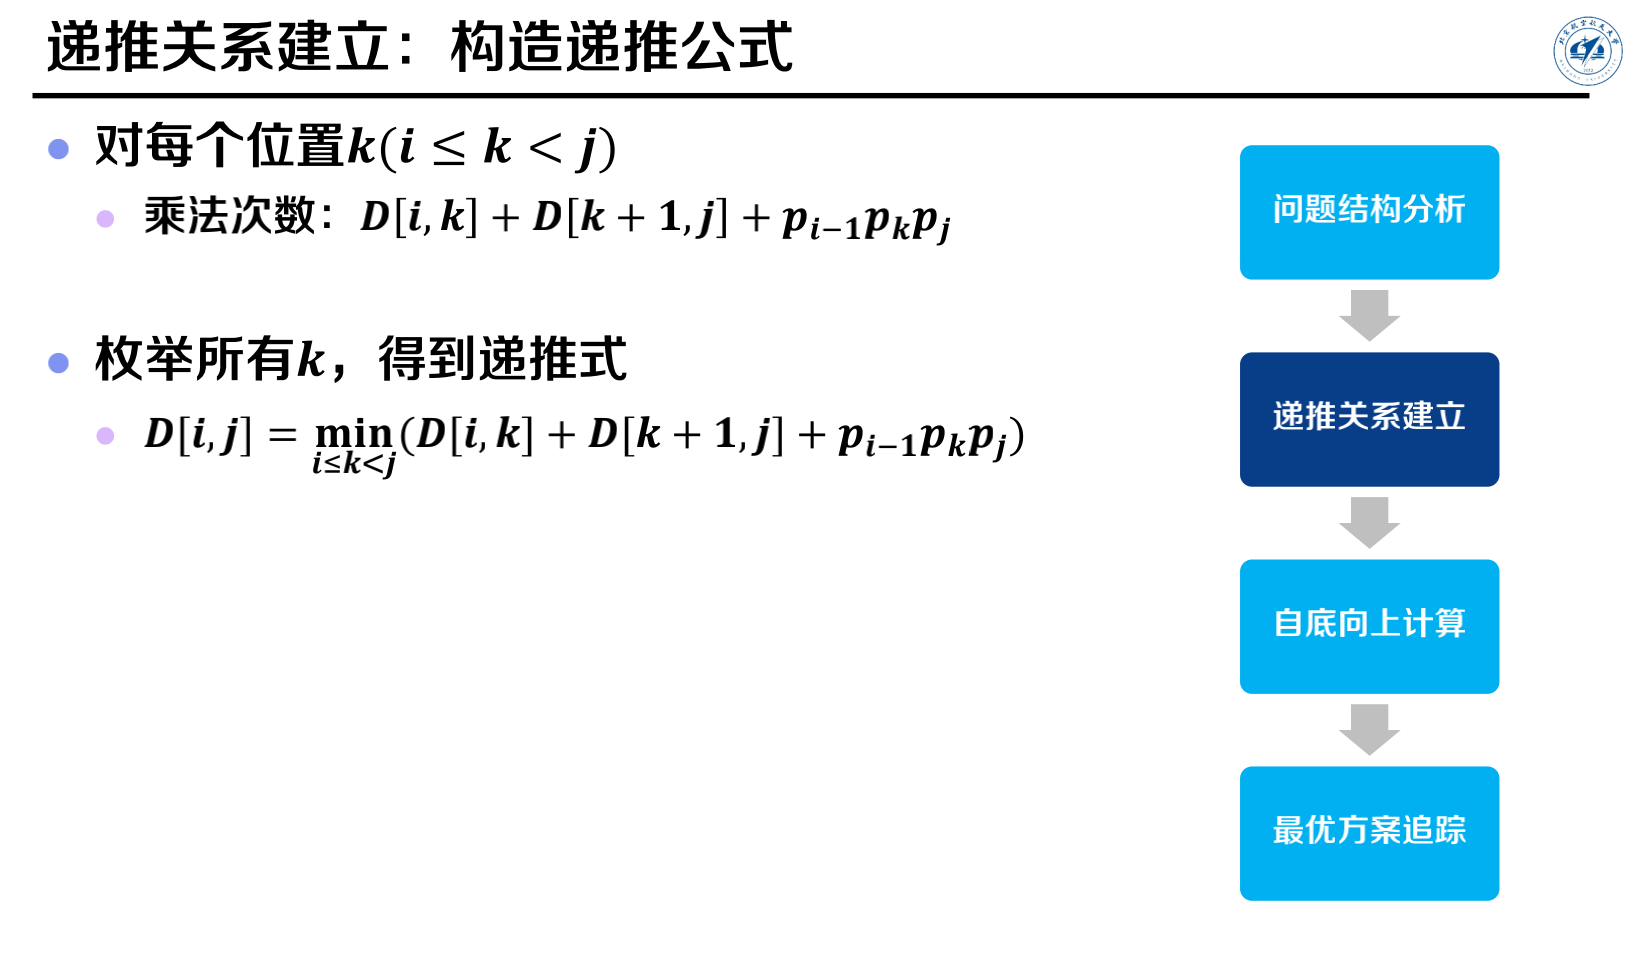 递推关系建立：构造递推公式
对每个位置k(i ≤ k < j)
乘法次数：D[i, k] + D[k + 1, j] + p_{i−1}p_kp_j
枚举所有k，得到递推式
D[i, j] = min_{i≤k<j}(D[i, k] + D[k + 1, j] + p_{i−1}p_kp_j)
问题结构分析
递推关系建立
自底向上计算
最优方案追踪